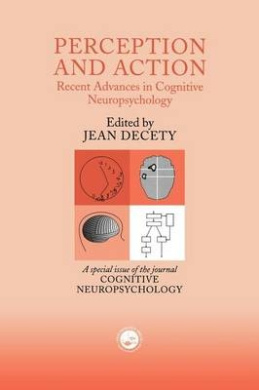 PERCEPTION
AND ACTION
Recent Advances in Cognitive
Neuropsychology
Edited by
JEAN DECETY
A special issue of the journal
COGNITIVE
NEUROPSYCHOLOGY